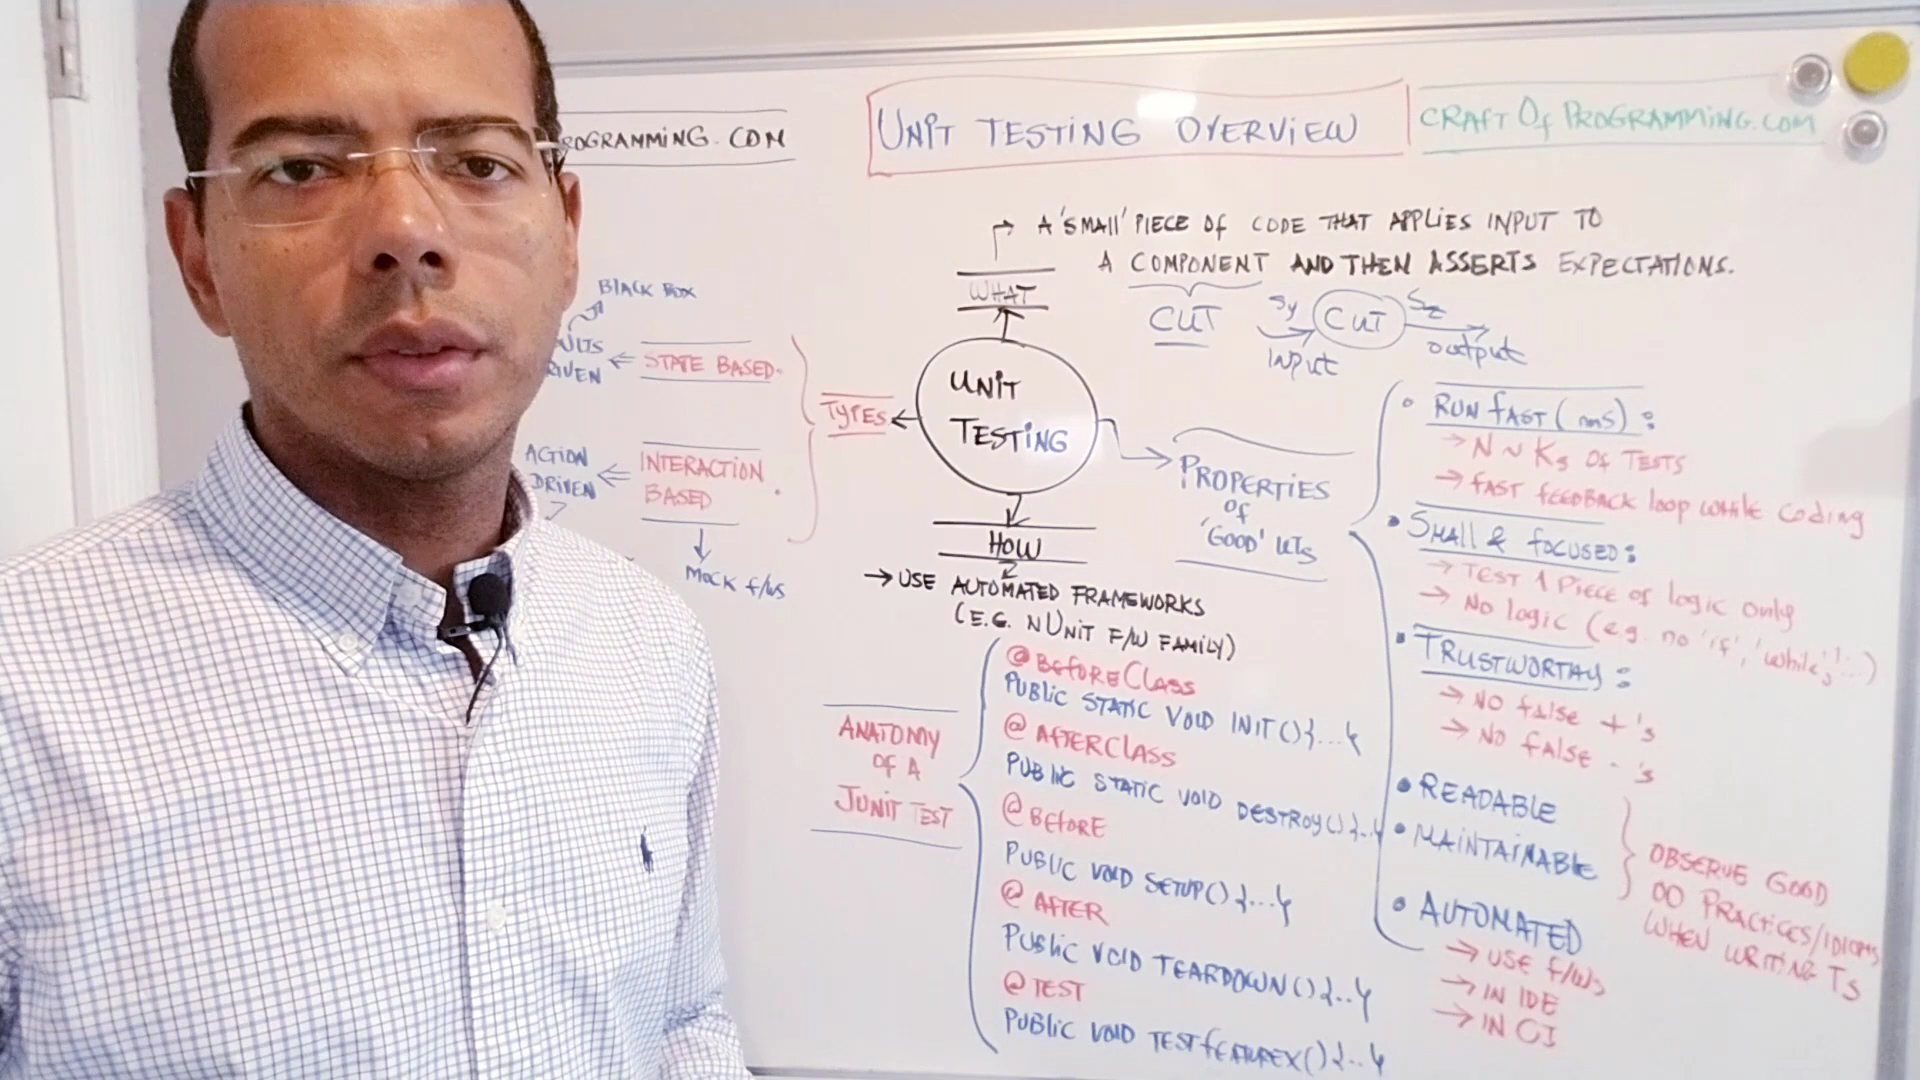 ROGRAMMING.COM
UNIT TESTING OVERVIEW
CRAFT OF PROGRAMMING.COM
A 'SMALL' PIECE OF CODE THAT APPLIES INPUT TO
A COMPONENT AND THEN ASSERTS EXPECTATIONS.
WHAT
CUT
Sy
CUT
Sz
INPUT
OUTPUT
UNIT
TESTING
TYPES
STATE BASED
BLACK BOX
ULTS
RIVEN
INTERACTION
BASED
ACTION
DRIVEN
MOCK F/WS
HOW
→ USE AUTOMATED FRAMEWORKS
(E.G. NUNIT F/W FAMILY)
ANATOMY
OF A
JUNIT TEST
@BEFORECLASS
PUBLIC STATIC VOID INIT(){...}
@AFTERCLASS
PUBLIC STATIC VOID DESTROY(){..}
@BEFORE
PUBLIC VOID SETUP(){...}
@AFTER
PUBLIC VOID TEARDOWN(){..}
@TEST
PUBLIC VOID TESTFEATUREX(){..}
PROPERTIES
OF
'GOOD' UTS
• RUN FAST (ms):
→ N ~ Ks OF TESTS
→ FAST FEEDBACK LOOP WHILE CODING
• SMALL & FOCUSED:
→ TEST 1 PIECE OF LOGIC ONLY
→ NO LOGIC (e.g. NO 'if', 'while', ...)
• TRUSTWORTHY:
→ NO FALSE +'s
→ NO FALSE -'s
• READABLE
• MAINTAINABLE
OBSERVE GOOD
OO PRACTICES/IDIOMS
WHEN WRITING TS
• AUTOMATED
→ USE F/WS
→ IN IDE
→ IN CI